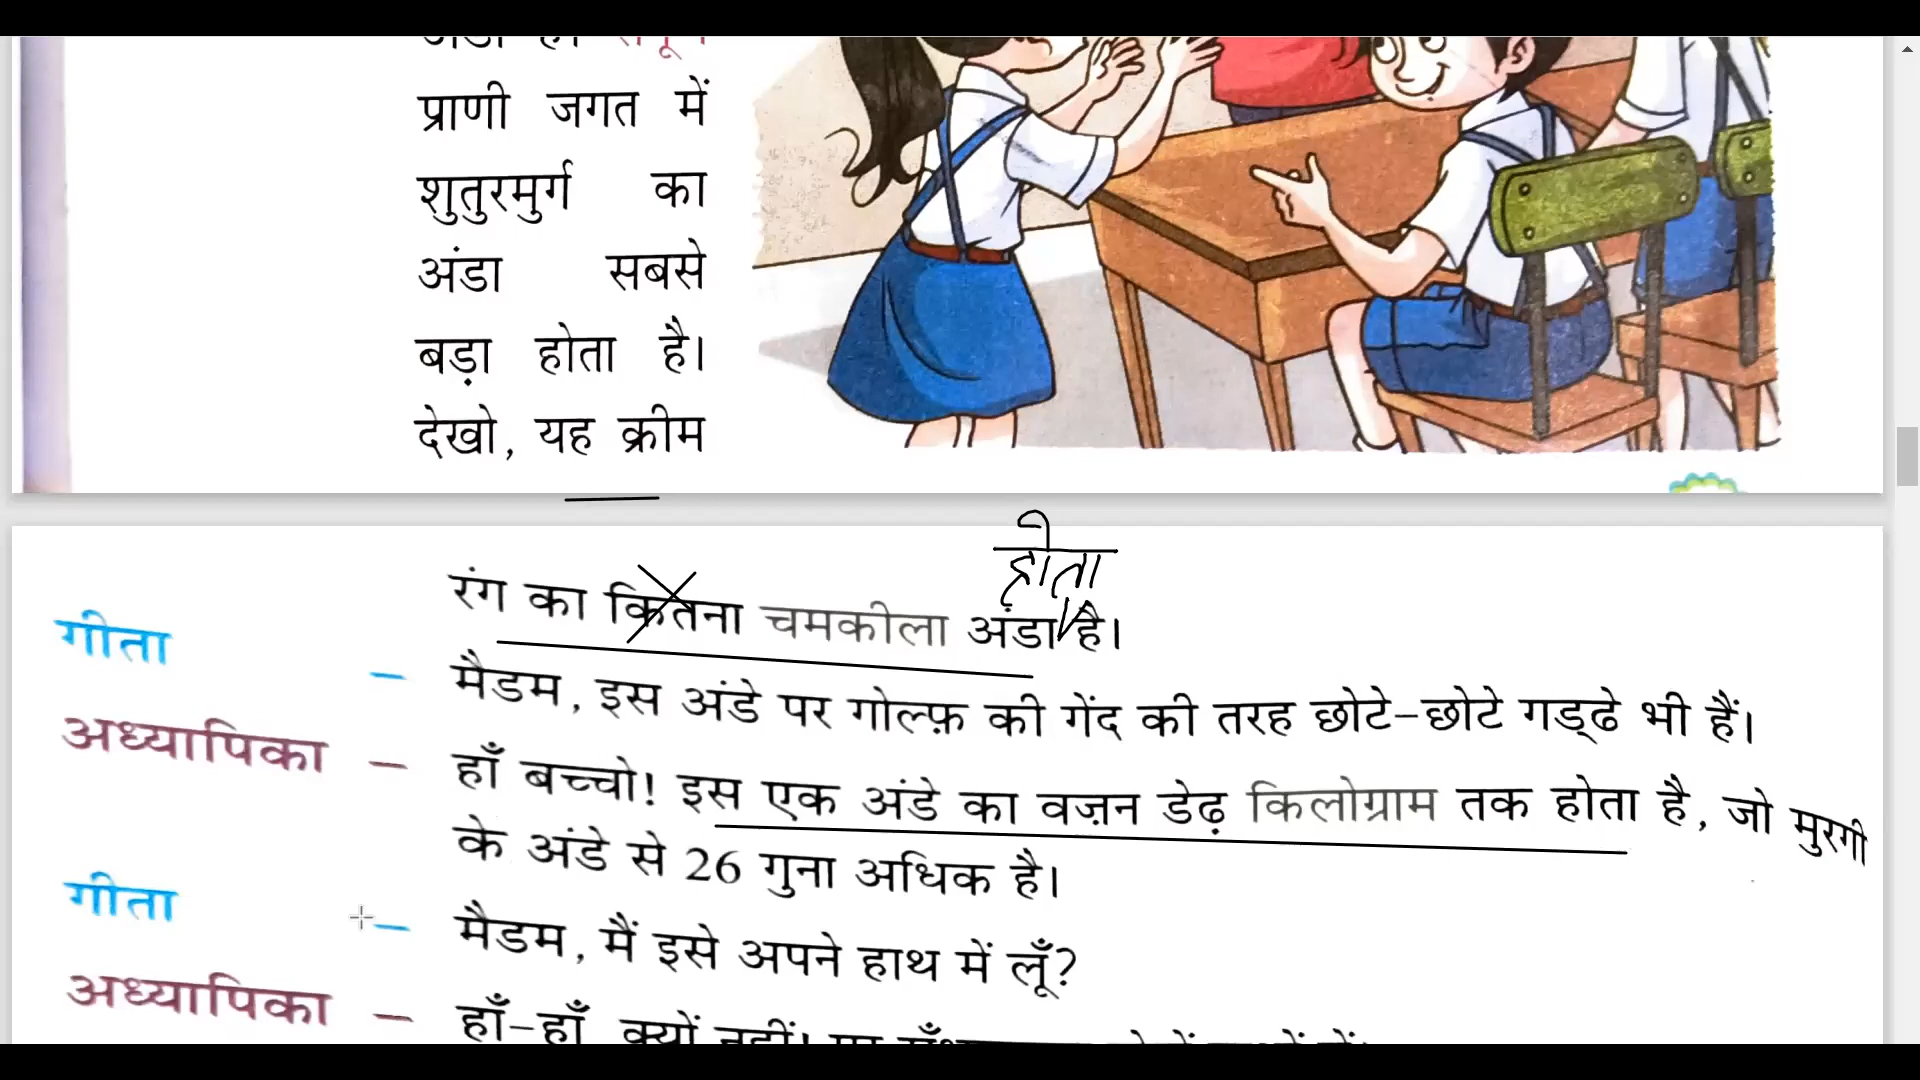 प्राणी जगत में
शुतुरमुर्ग का
अंडा सबसे
बड़ा होता है।
देखो, यह क्रीम
होता
रंग का कितना चमकीला अंडा है।
गीता – मैडम, इस अंडे पर गोल्फ़ की गेंद की तरह छोटे-छोटे गड्ढे भी हैं।
अध्यापिका – हाँ बच्चो! इस एक अंडे का वज़न डेढ़ किलोग्राम तक होता है, जो मुरगी
के अंडे से 26 गुना अधिक है।
गीता – मैडम, मैं इसे अपने हाथ में लूँ?
अध्यापिका – हाँ-हाँ क्यों नहीं।